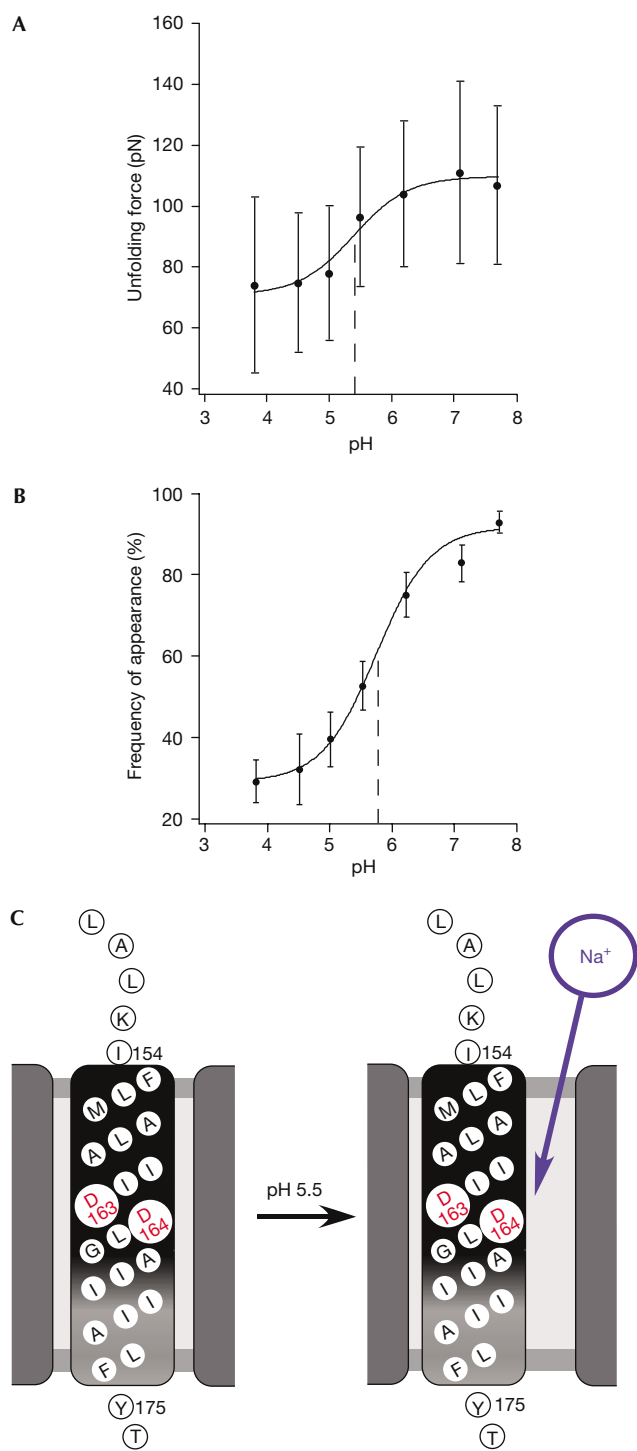 A
160
140
120
100
80
60
40
Unfolding force (pN)
3 4 5 6 7 8
pH
B
100
80
60
40
20
Frequency of appearance (%)
3 4 5 6 7 8
pH
C
L
A
L
K
I 154
M L F
A L A
I I
D 163
D 164
G L
I I A
A I I
F L
Y 175
T
pH 5.5
L
A
L
K
I 154
M L F
A L A
I I
D 163
D 164
G L
I I A
A I I
F L
Y 175
T
Na+